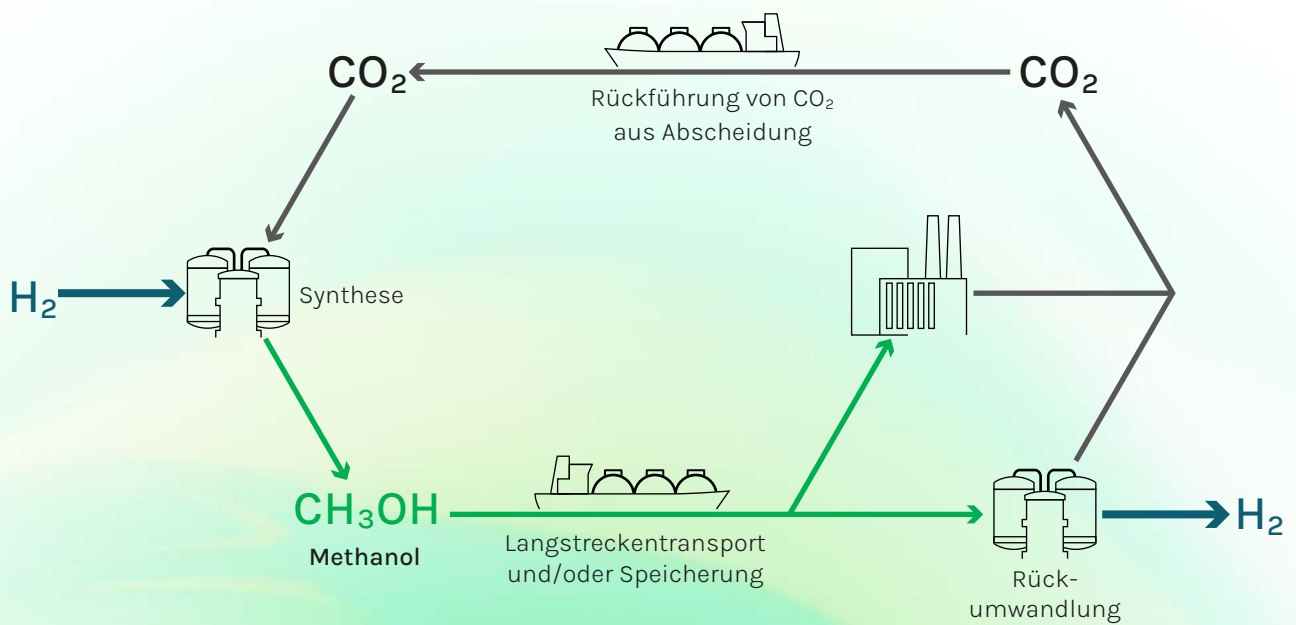 CO₂
CO₂
Rückführung von CO₂
aus Abscheidung
H₂
Synthese
CH₃OH
Methanol
Langstreckentransport
und/oder Speicherung
H₂
Rück-
umwandlung